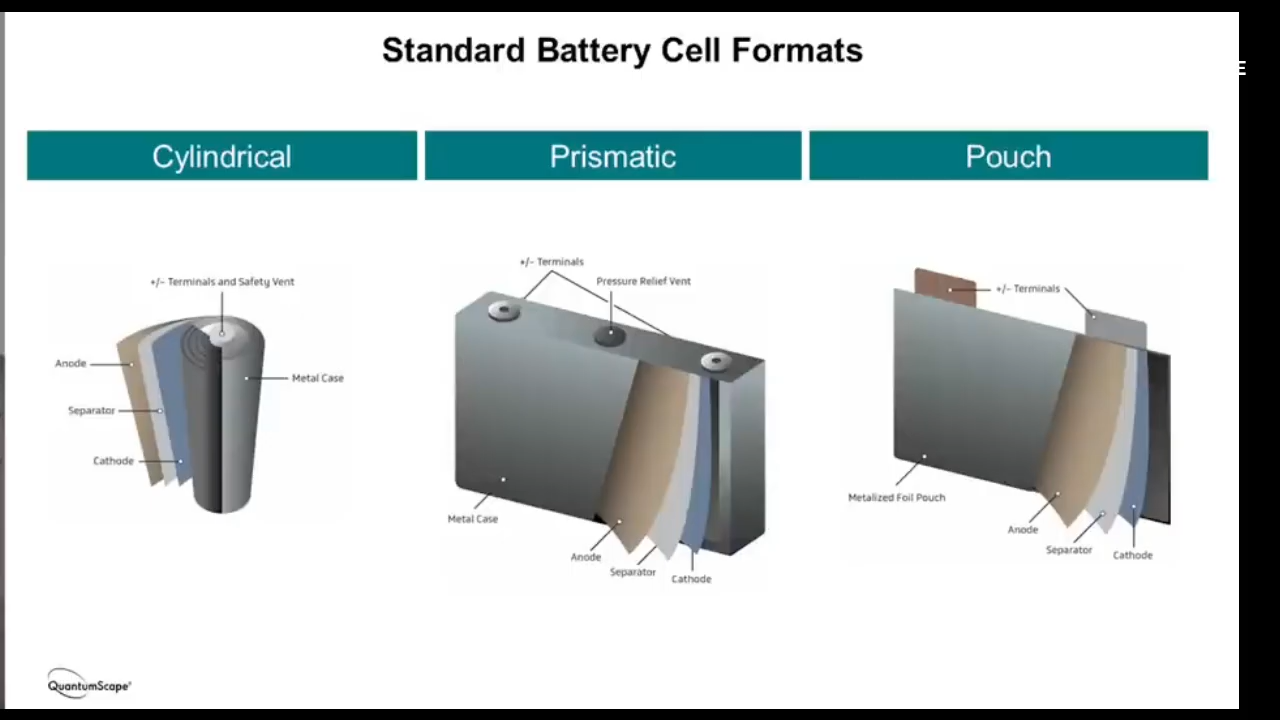 Standard Battery Cell Formats
Cylindrical
Prismatic
Pouch
+/- Terminals and Safety Vent
Anode
Separator
Cathode
Metal Case
+/- Terminals
Pressure Relief Vent
Metal Case
Anode
Separator
Cathode
+/- Terminals
Metalized Foil Pouch
Anode
Separator
Cathode
QuantumScape®